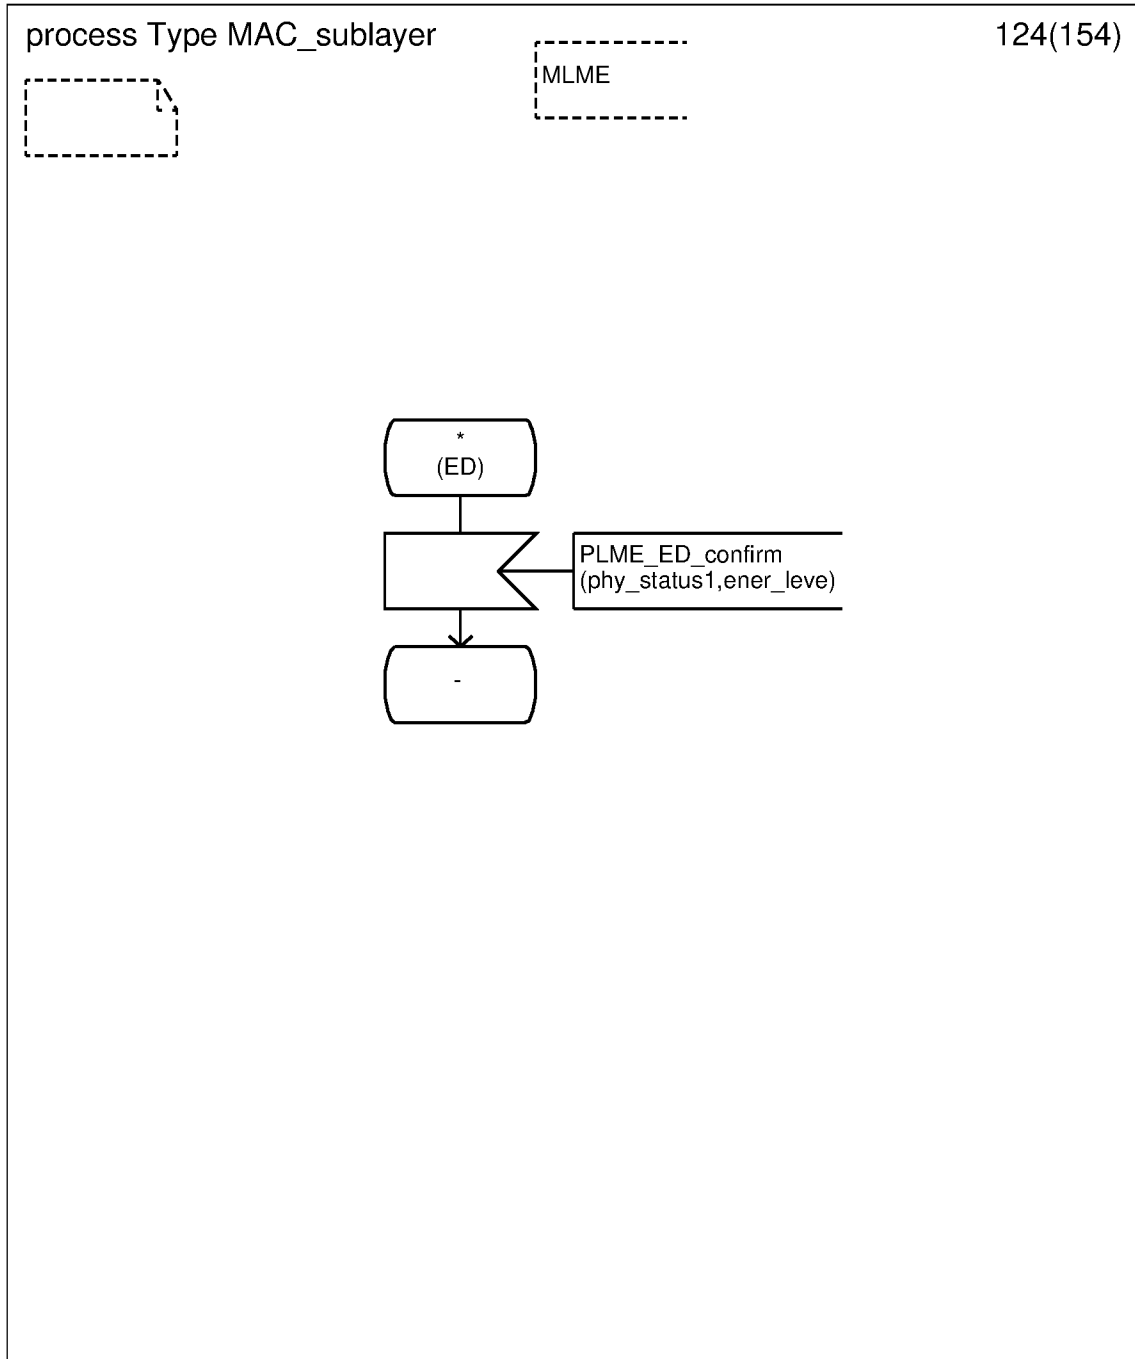 process Type MAC_sublayer
124(154)
MLME
*
(ED)
PLME_ED_confirm
(phy_status1,ener_leve)
-